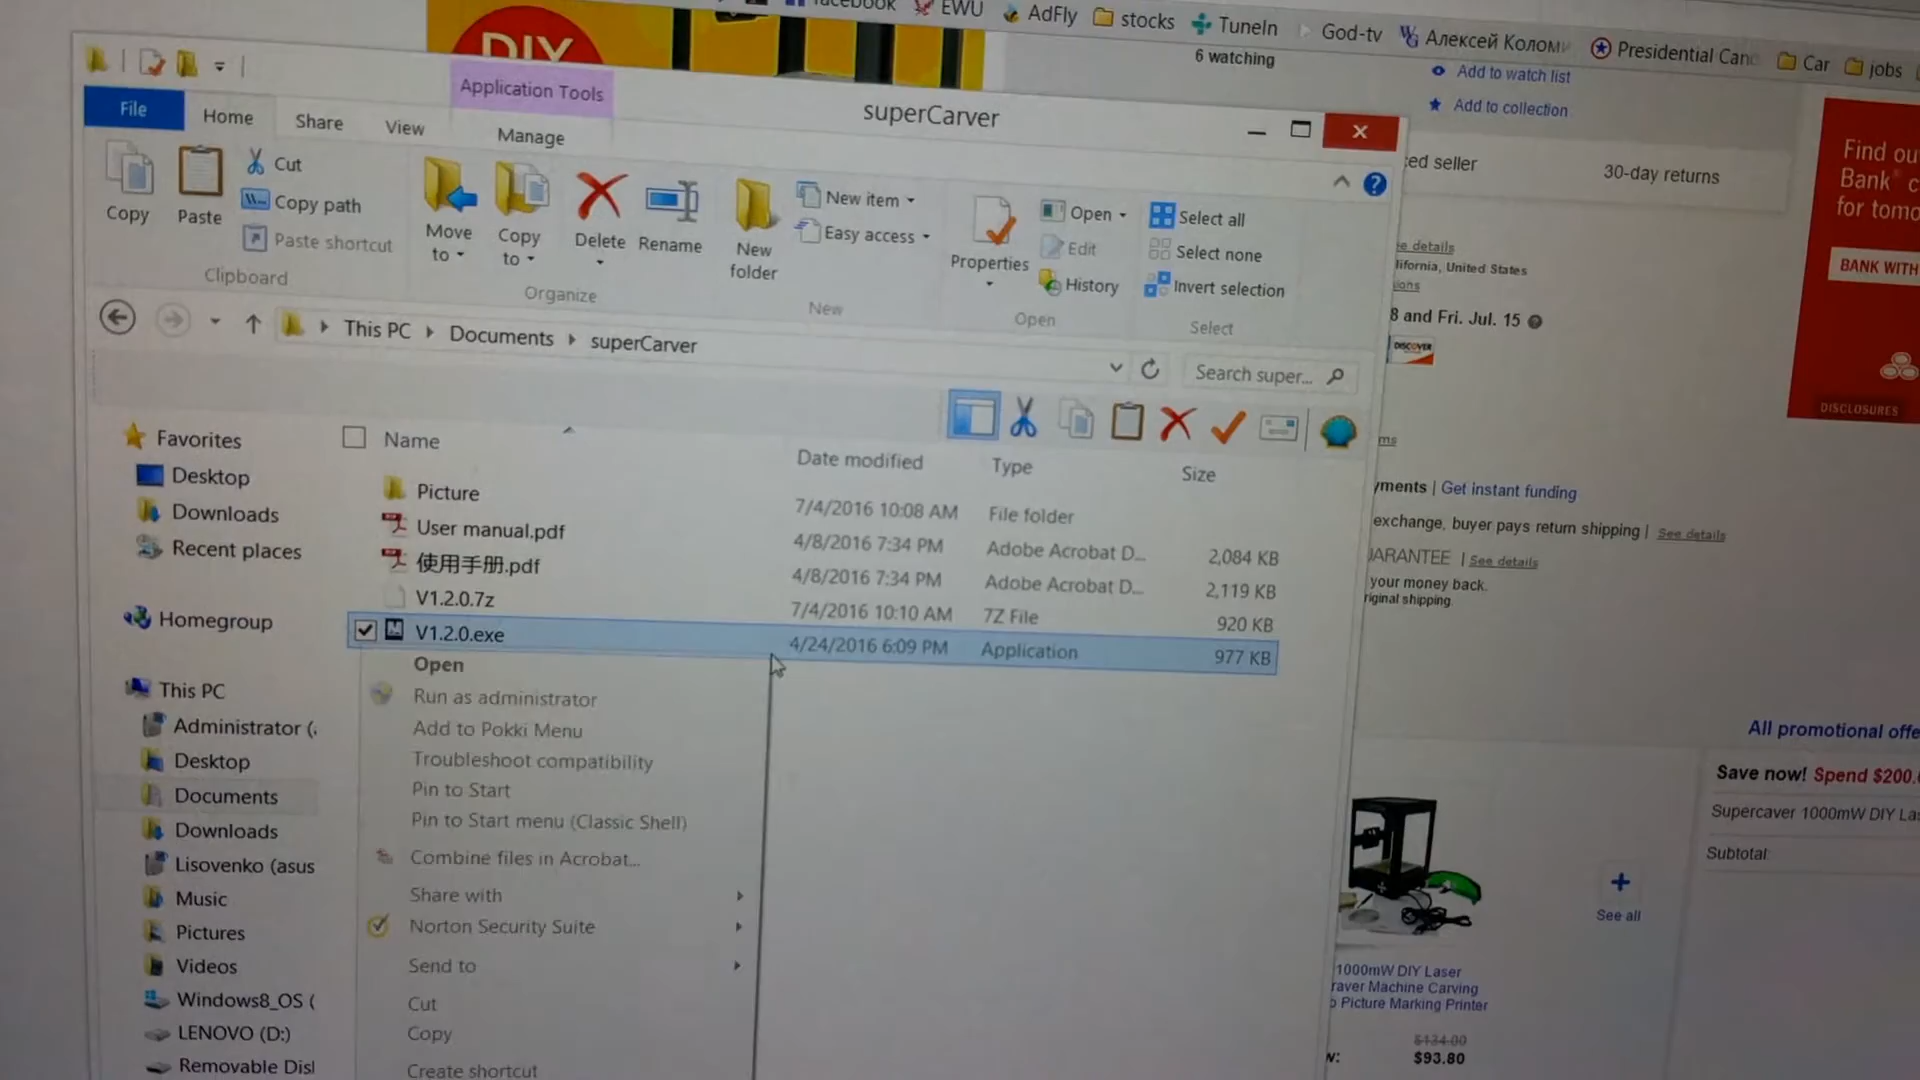 facebook
EWU
AdFly
stocks
TuneIn
God-tv
Алексей Колом
Presidential Canc
Car
jobs
DIY
6 watching
Add to watch list
Add to collection
Application Tools
superCarver
File
Home
Share
View
Manage
Copy
Paste
Cut
Copy path
Paste shortcut
Clipboard
Move to
Copy to
Delete
Rename
Organize
New folder
New item
Easy access
New
Properties
Open
Edit
History
Open
Select all
Select none
Invert selection
Select
ed seller
30-day returns
Find ou
Bank
for tomo
BANK WITH
DISCLOSURES
e details
lifornia, United States
ions
8 and Fri. Jul. 15
DISCOVER
This PC
Documents
superCarver
Search super...
Favorites
Desktop
Downloads
Recent places
Homegroup
This PC
Administrator (
Desktop
Documents
Downloads
Lisovenko (asus
Music
Pictures
Videos
Windows8_OS (
LENOVO (D:)
Removable Disl
Name
Date modified
Type
Size
Picture
7/4/2016 10:08 AM
File folder
User manual.pdf
4/8/2016 7:34 PM
Adobe Acrobat D...
2,084 KB
使用手册.pdf
4/8/2016 7:34 PM
Adobe Acrobat D...
2,119 KB
V1.2.0.7z
7/4/2016 10:10 AM
7Z File
920 KB
V1.2.0.exe
4/24/2016 6:09 PM
Application
977 KB
Open
Run as administrator
Add to Pokki Menu
Troubleshoot compatibility
Pin to Start
Pin to Start menu (Classic Shell)
Combine files in Acrobat...
Share with
Norton Security Suite
Send to
Cut
Copy
Create shortcut
ms
yments | Get instant funding
exchange, buyer pays return shipping | See details
UARANTEE | See details
your money back.
riginal shipping.
All promotional offe
Save now! Spend $200.
Supercaver 1000mW DIY Las
Subtotal:
See all
1000mW DIY Laser
raver Machine Carving
o Picture Marking Printer
$134.00
w: $93.80